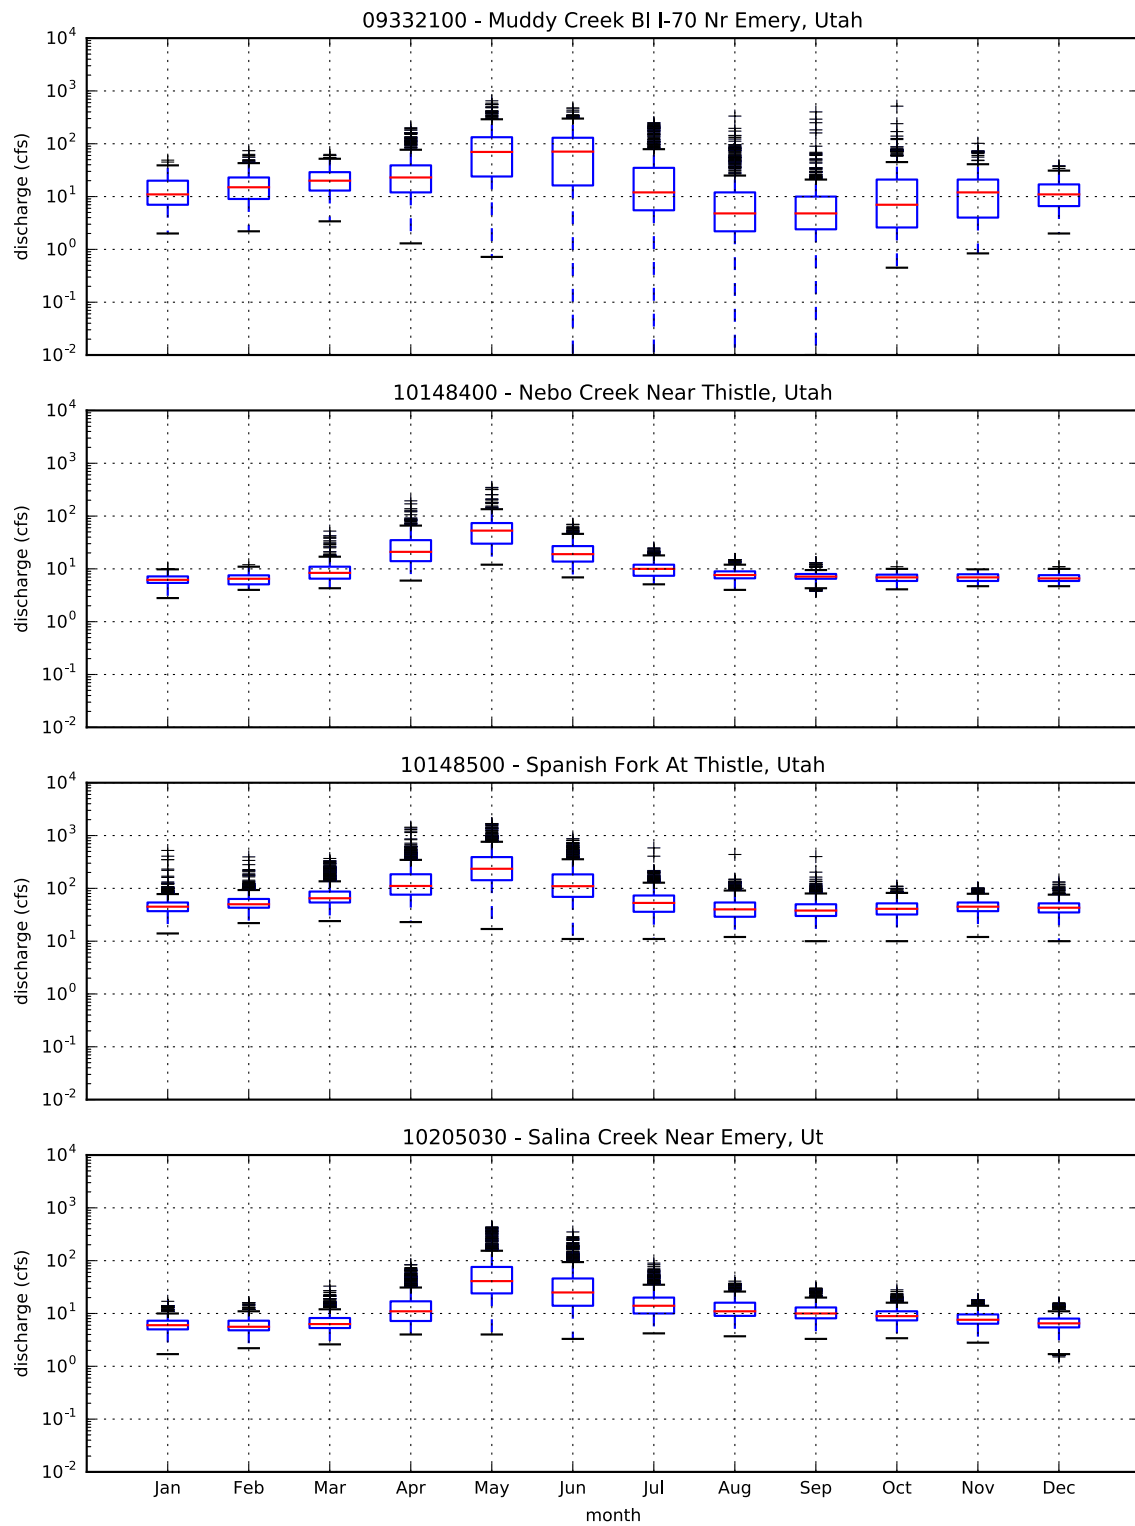 09332100 - Muddy Creek Bl I-70 Nr Emery, Utah
10^4
10^3
10^2
10^1
10^0
10^-1
10^-2
discharge (cfs)
10148400 - Nebo Creek Near Thistle, Utah
10^4
10^3
10^2
10^1
10^0
10^-1
10^-2
discharge (cfs)
10148500 - Spanish Fork At Thistle, Utah
10^4
10^3
10^2
10^1
10^0
10^-1
10^-2
discharge (cfs)
10205030 - Salina Creek Near Emery, Ut
10^4
10^3
10^2
10^1
10^0
10^-1
10^-2
discharge (cfs)
Jan Feb Mar Apr May Jun Jul Aug Sep Oct Nov Dec
month